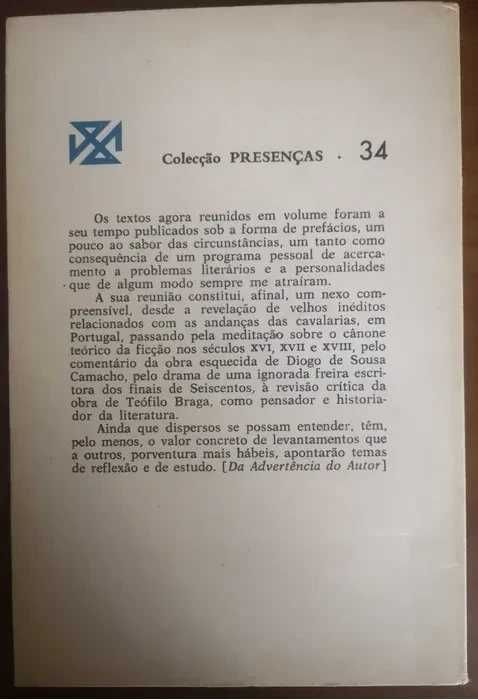 Colecção PRESENÇAS . 34
Os textos agora reunidos em volume foram a
seu tempo publicados sob a forma de prefácios, um
pouco ao sabor das circunstâncias, um tanto como
consequência de um programa pessoal de acerca-
mento a problemas literários e a personalidades
que de algum modo sempre me atraíram.
A sua reunião constitui, afinal, um nexo com-
preensível, desde a revelação de velhos inéditos
relacionados com as andanças das cavalarias, em
Portugal, passando pela meditação sobre o cânone
teórico da ficção nos séculos XVI, XVII e XVIII, pelo
comentário da obra esquecida de Diogo de Sousa
Camacho, pelo drama de uma ignorada freira escri-
tora dos finais de Seiscentos, à revisão crítica da
obra de Teófilo Braga, como pensador e historia-
dor da literatura.
Ainda que dispersos se possam entender, têm,
pelo menos, o valor concreto de levantamentos que
a outros, porventura mais hábeis, apontarão temas
de reflexão e de estudo. [Da Advertência do Autor]